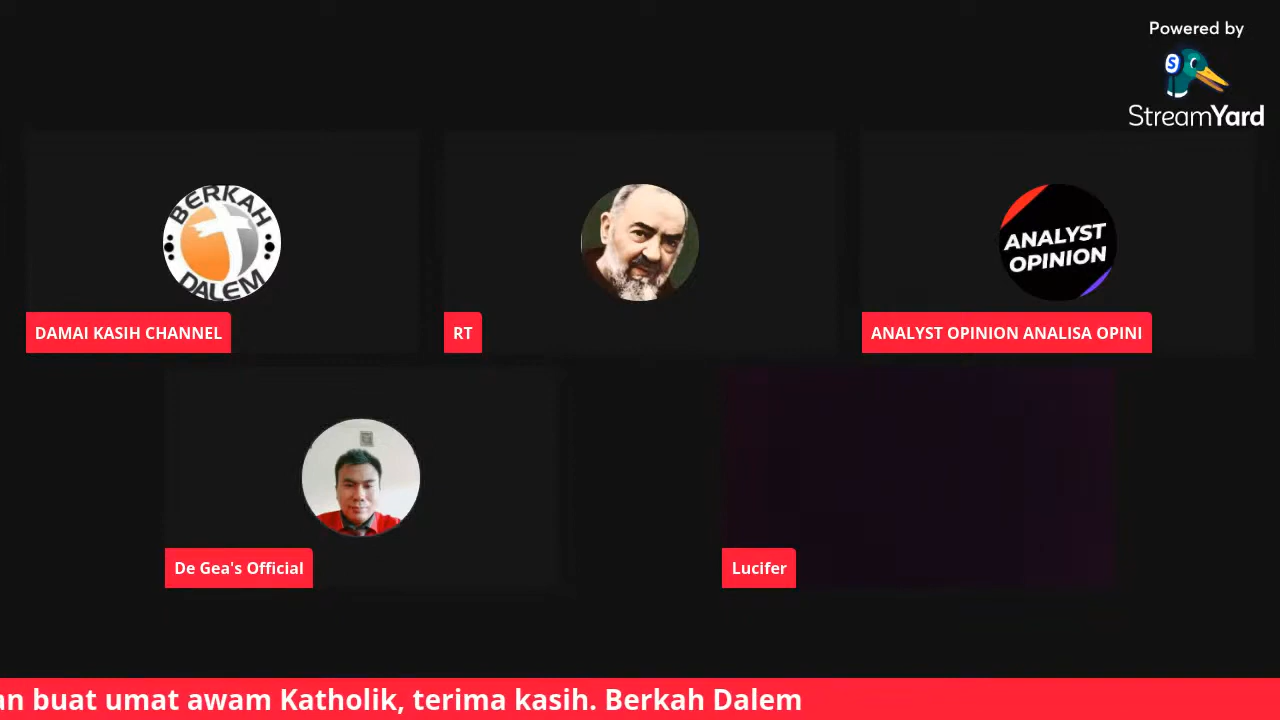 Powered by
S
StreamYard
BERKAH
DALEM
ANALYST
OPINION
DAMAI KASIH CHANNEL
RT
ANALYST OPINION ANALISA OPINI
De Gea's Official
Lucifer
an buat umat awam Katholik, terima kasih. Berkah Dalem